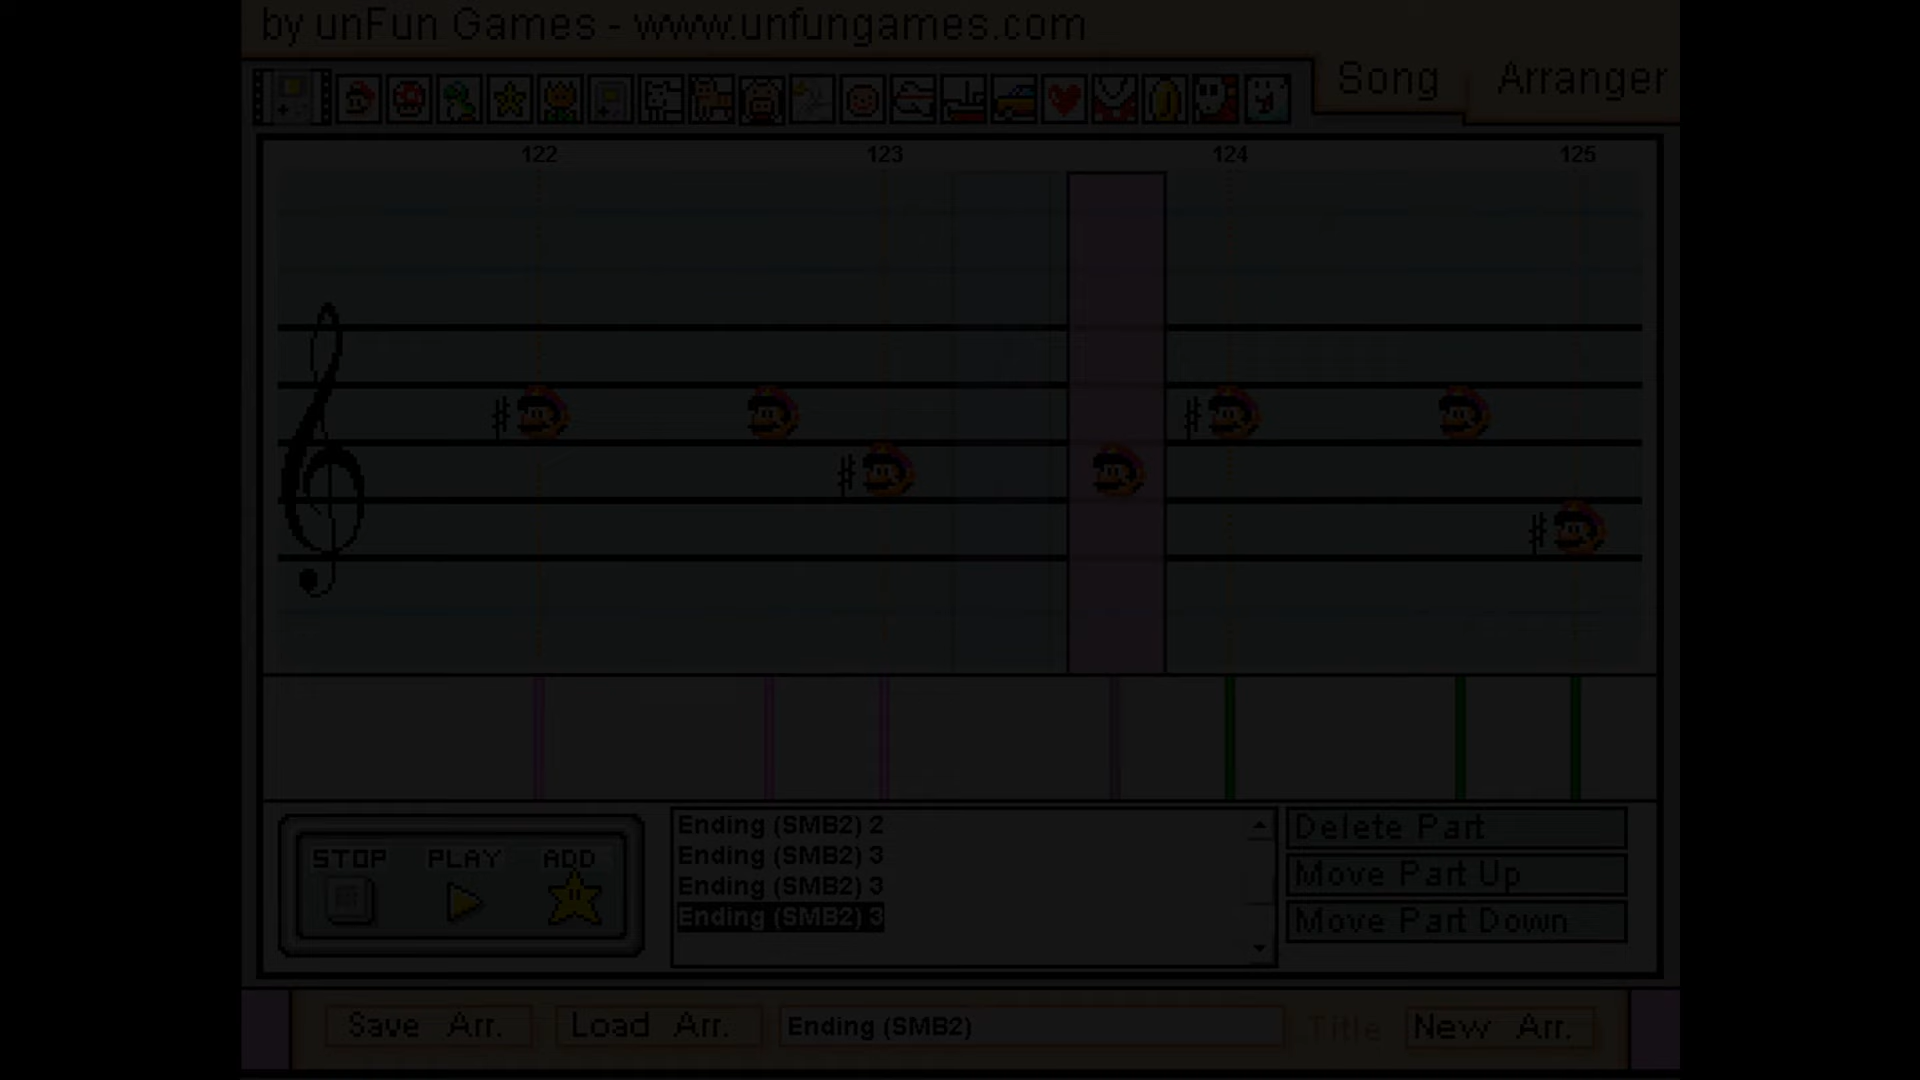 by unFun Games - www.unfungames.com
Song Arranger
122 123 124 125
STOP PLAY ADD
Ending (SMB2) 2
Ending (SMB2) 3
Ending (SMB2) 3
Ending (SMB2) 3
Delete Part
Move Part Up
Move Part Down
Save Arr. Load Arr. Ending (SMB2) Title New Arr.